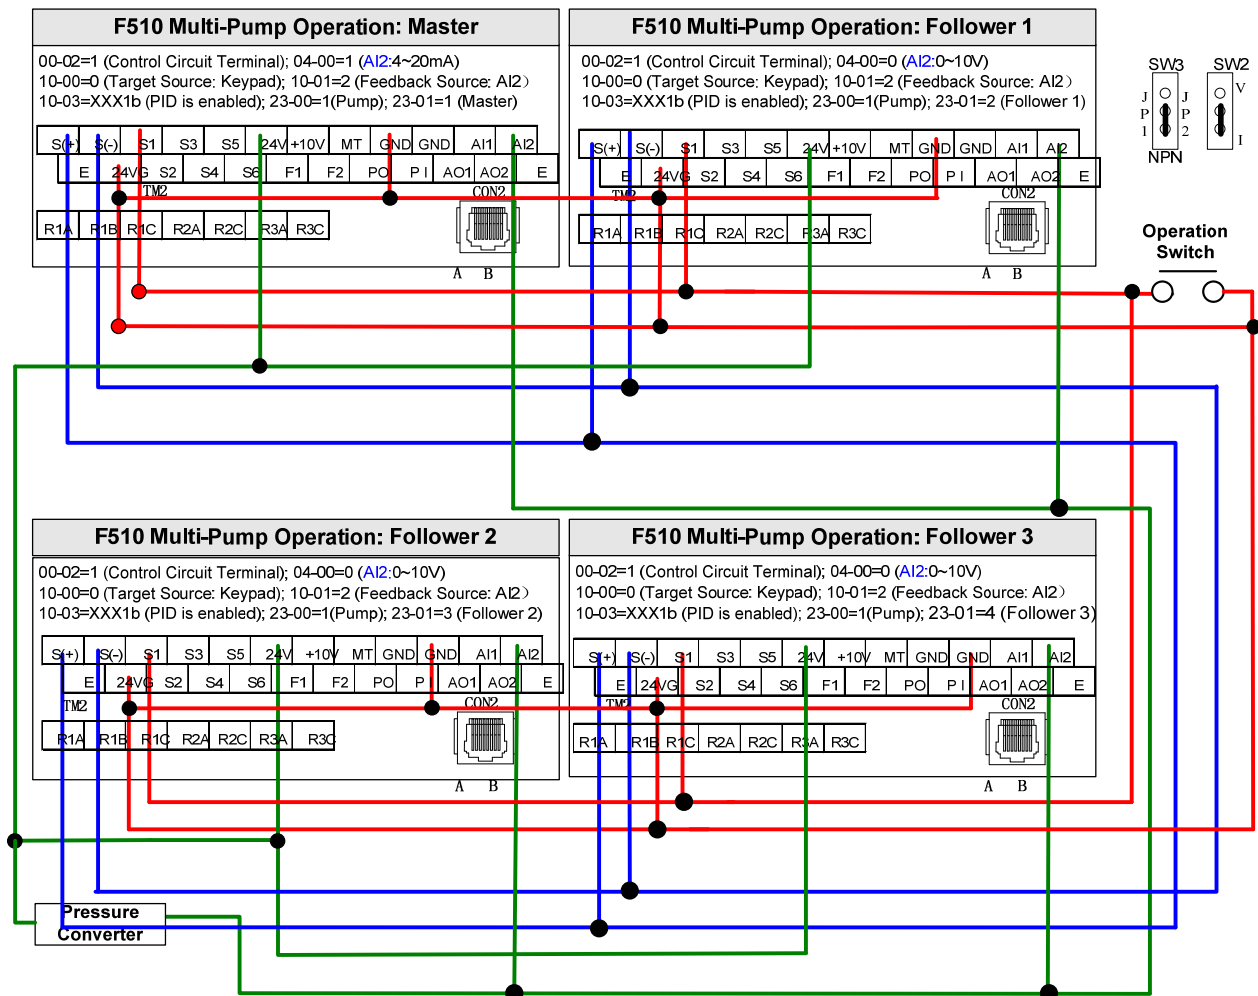 F510 Multi-Pump Operation: Master
00-02=1 (Control Circuit Terminal); 04-00=1 (AI2:4~20mA)
10-00=0 (Target Source: Keypad); 10-01=2 (Feedback Source: AI2)
10-03=XXX1b (PID is enabled); 23-00=1(Pump); 23-01=1 (Master)
S(+) S(-) S1 S3 S5 24V +10V MT GND GND AI1 AI2
E 24VG S2 S4 S6 F1 F2 PO PI AO1 AO2 E
TM2 CON2
R1A R1B R1C R2A R2C R3A R3C
A B
F510 Multi-Pump Operation: Follower 1
00-02=1 (Control Circuit Terminal); 04-00=0 (AI2:0~10V)
10-00=0 (Target Source: Keypad); 10-01=2 (Feedback Source: AI2)
10-03=XXX1b (PID is enabled); 23-00=1(Pump); 23-01=2 (Follower 1)
S(+) S(-) S1 S3 S5 24V +10V MT GND GND AI1 AI2
E 24VG S2 S4 S6 F1 F2 PO PI AO1 AO2 E
TM2 CON2
R1A R1B R1C R2A R2C R3A R3C
A B
SW3 SW2
J J V
P P
1 2 I
NPN
Operation
Switch
F510 Multi-Pump Operation: Follower 2
00-02=1 (Control Circuit Terminal); 04-00=0 (AI2:0~10V)
10-00=0 (Target Source: Keypad); 10-01=2 (Feedback Source: AI2)
10-03=XXX1b (PID is enabled); 23-00=1(Pump); 23-01=3 (Follower 2)
S(+) S(-) S1 S3 S5 24V +10V MT GND GND AI1 AI2
E 24VG S2 S4 S6 F1 F2 PO PI AO1 AO2 E
TM2 CON2
R1A R1B R1C R2A R2C R3A R3C
A B
F510 Multi-Pump Operation: Follower 3
00-02=1 (Control Circuit Terminal); 04-00=0 (AI2:0~10V)
10-00=0 (Target Source: Keypad); 10-01=2 (Feedback Source: AI2)
10-03=XXX1b (PID is enabled); 23-00=1(Pump); 23-01=4 (Follower 3)
S(+) S(-) S1 S3 S5 24V +10V MT GND GND AI1 AI2
E 24VG S2 S4 S6 F1 F2 PO PI AO1 AO2 E
TM2 CON2
R1A R1B R1C R2A R2C R3A R3C
A B
Pressure
Converter